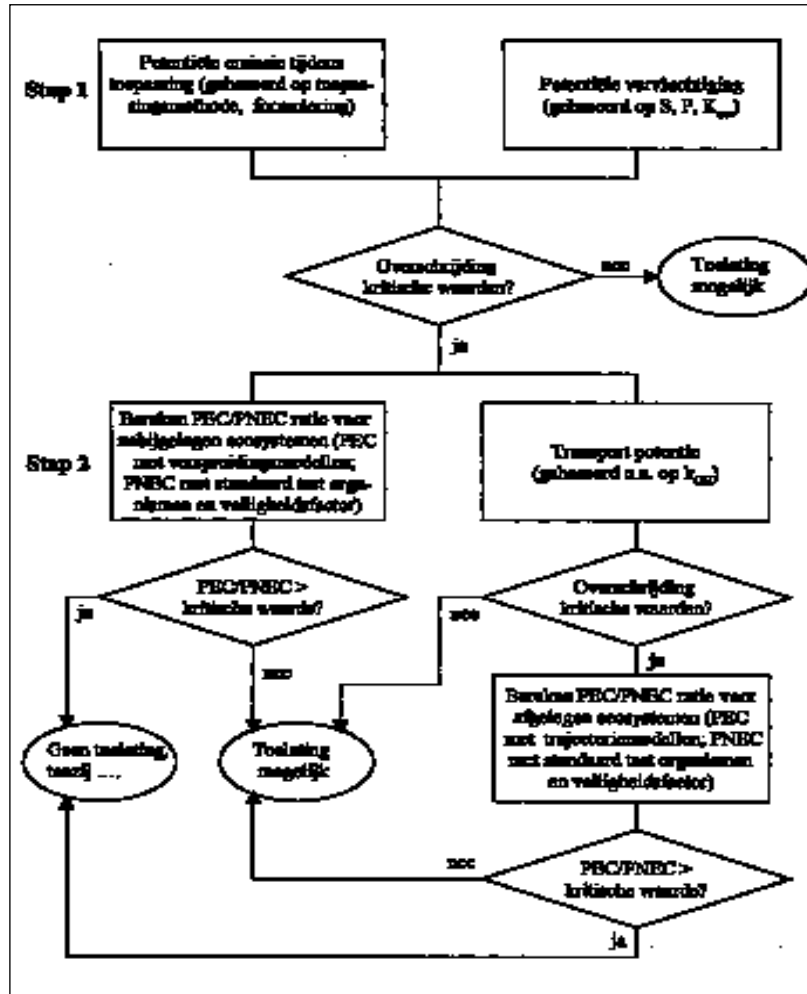 Potentiële emissie tijdens
toepassing (gebaseerd op toepas-
singsmethode, formulering)
Stap 1
Potentiële vervluchtiging
(gebaseerd op S, P, K
Overschrijding
kritische waarden?
nee
Toelating
mogelijk
ja
Bereken PEC/PNEC ratio voor
nabijgelegen ecosystemen (PEC
met verspreidingsmodellen;
PNEC met standaard test orga-
nismen en veiligheidsfactor)
Stap 2
Transport potentie
(gebaseerd o.a. op k
PEC/PNEC >
kritische waarde?
ja
nee
Overschrijding
kritische waarden?
nee
ja
Bereken PEC/PNEC ratio voor
afgelegen ecosystemen (PEC
met trajectoriemodellen; PNEC
met standaard test organismen
en veiligheidsfactor)
Geen toelating,
tenzij ...,
Toelating
mogelijk
nee
PEC/PNEC >
kritische waarde?
ja